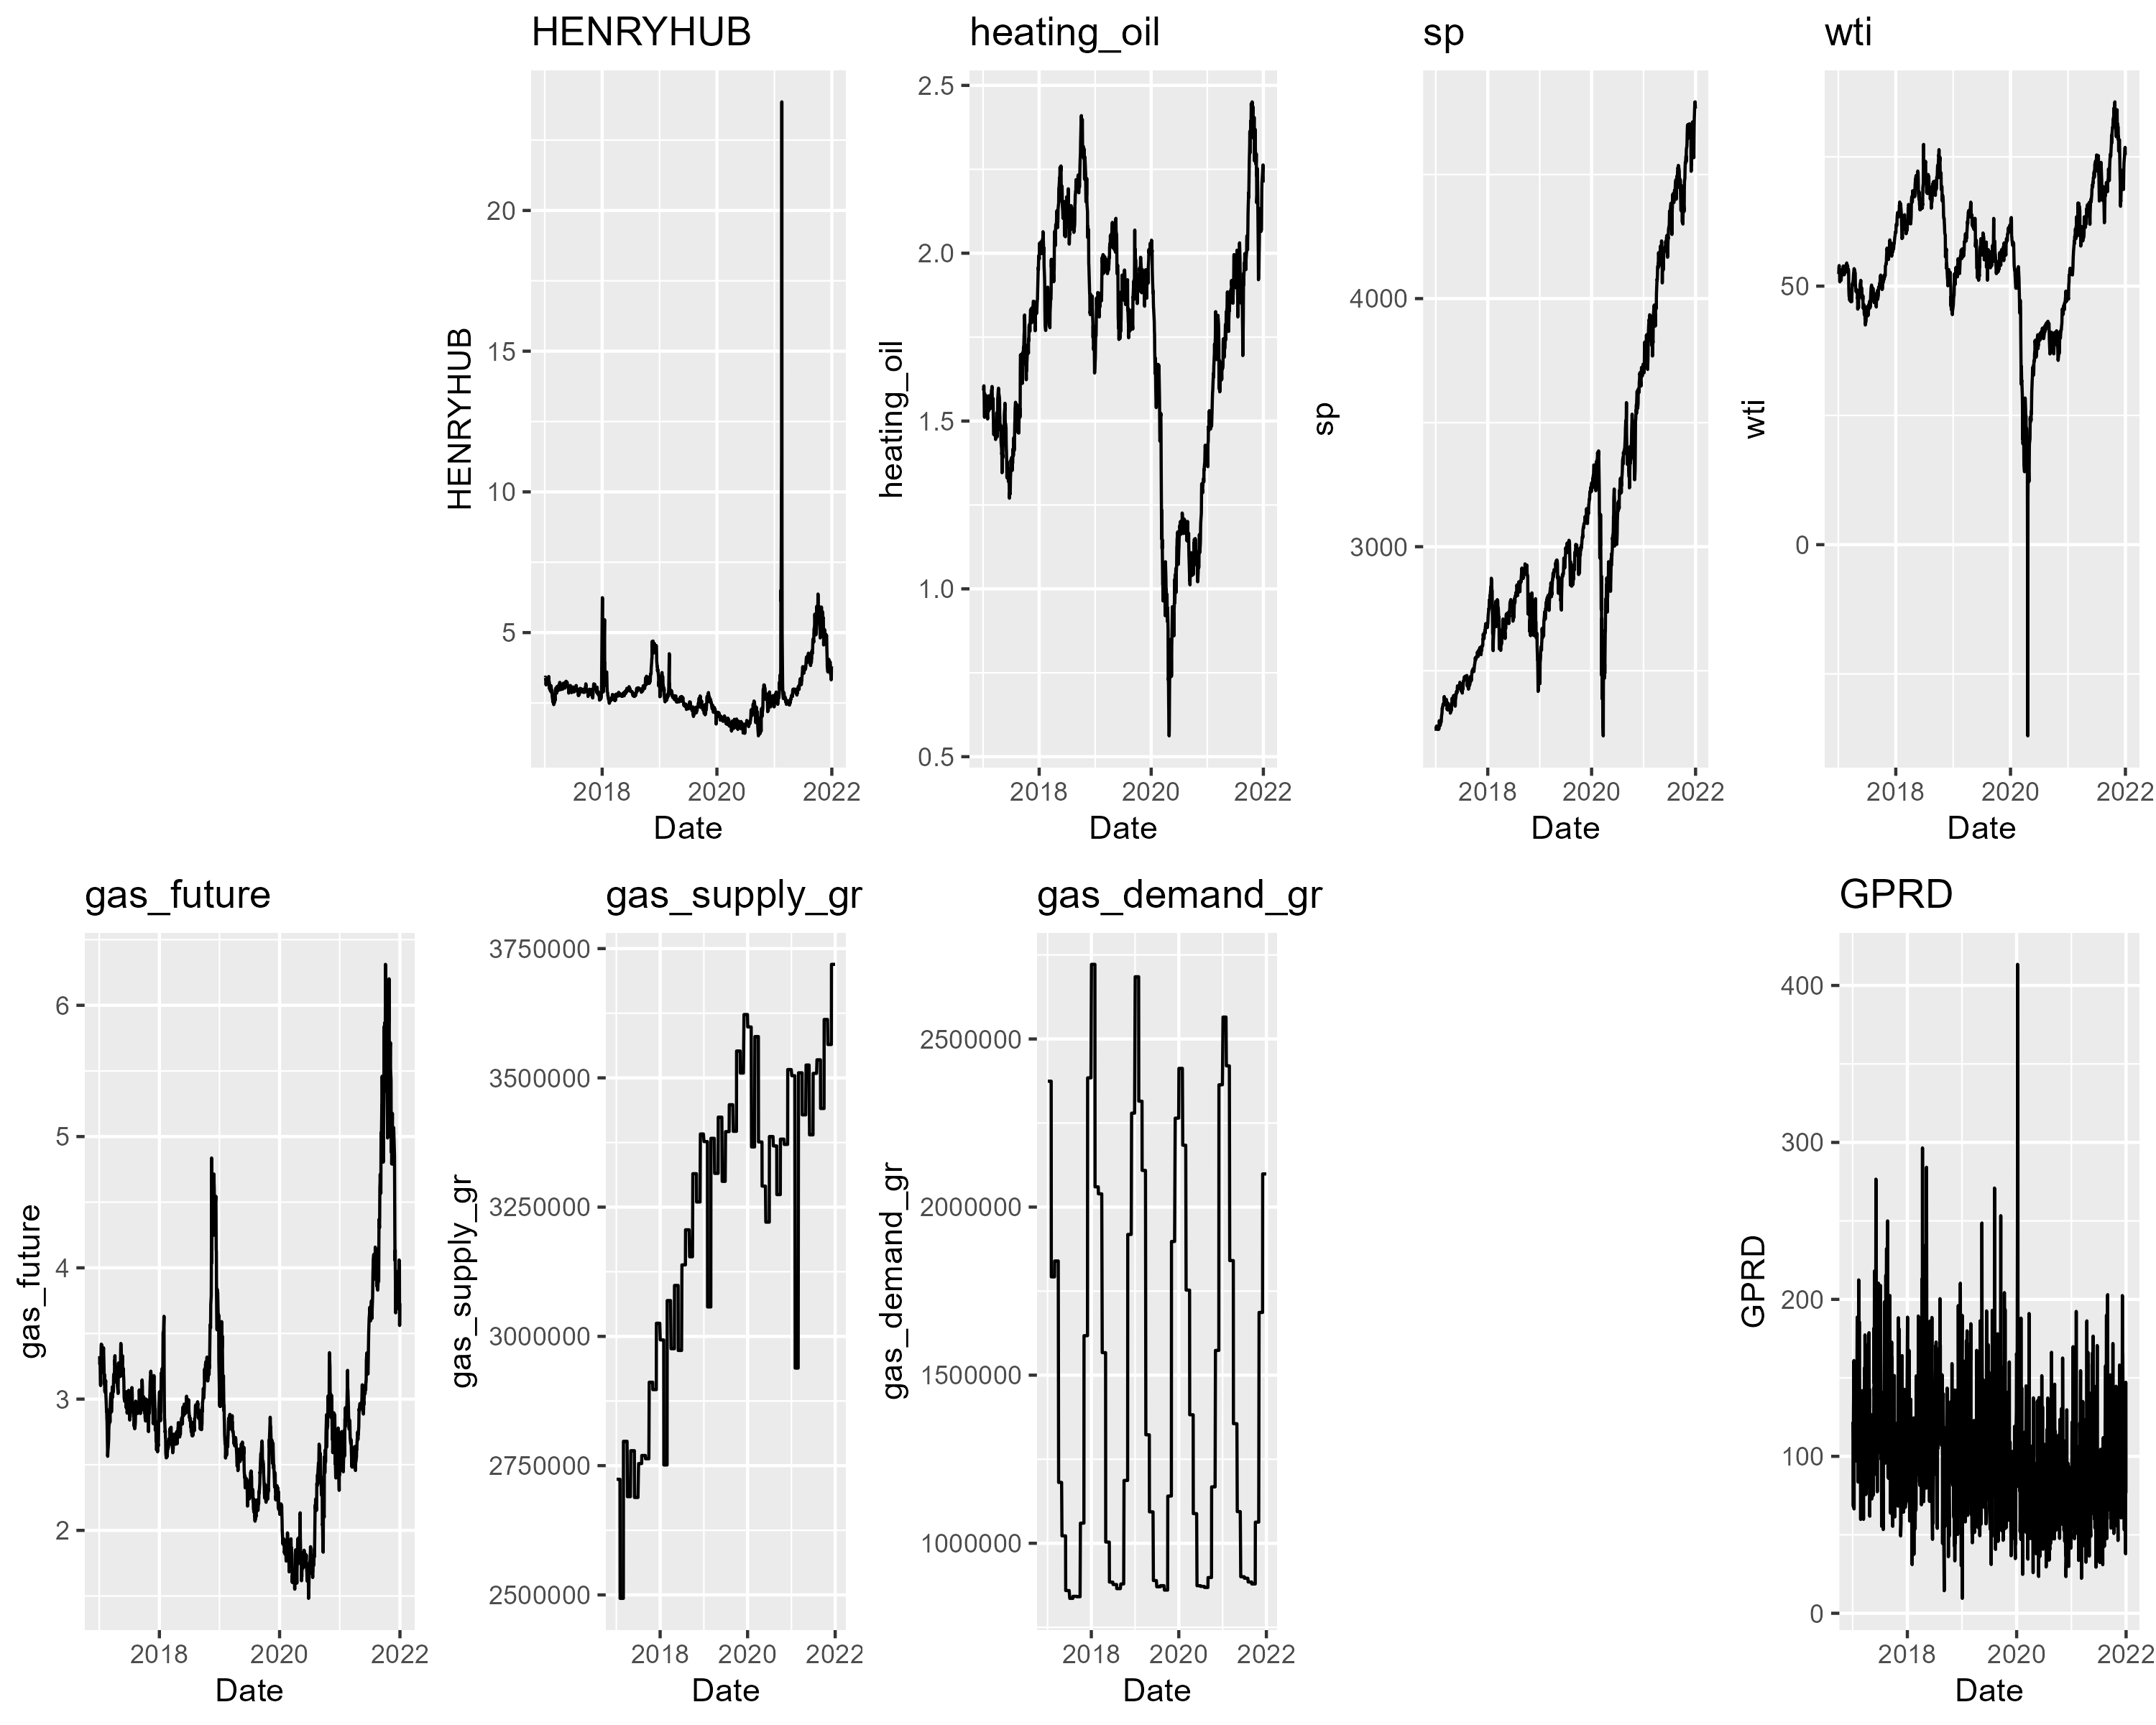 HENRYHUB
heating_oil
sp
wti
HENRYHUB
20
15
10
5
2018 2020 2022
Date
heating_oil
2.5
2.0
1.5
1.0
0.5
2018 2020 2022
Date
sp
4000
3000
2018 2020 2022
Date
wti
50
0
2018 2020 2022
Date
gas_future
gas_supply_gr
gas_demand_gr
GPRD
gas_future
6
5
4
3
2
2018 2020 2022
Date
gas_supply_gr
3750000
3500000
3250000
3000000
2750000
2500000
2018 2020 2022
Date
gas_demand_gr
2500000
2000000
1500000
1000000
2018 2020 2022
Date
GPRD
400
300
200
100
0
2018 2020 2022
Date